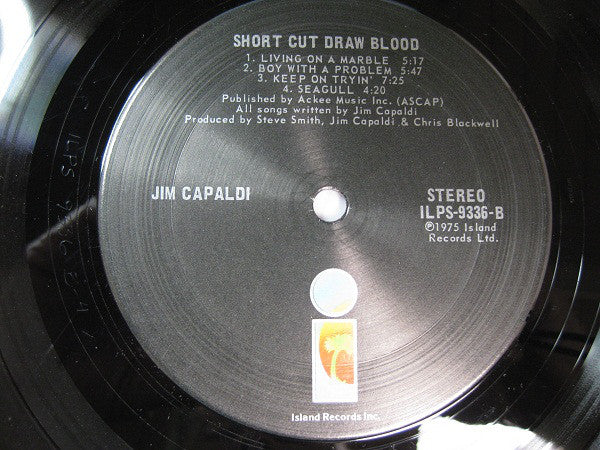 SHORT CUT DRAW BLOOD
1. LIVING ON A MARBLE 5:17
2. BOY WITH A PROBLEM 5:47
3. KEEP ON TRYIN' 7:25
4. SEAGULL 4:20
Published by Ackee Music Inc. (ASCAP)
All songs written by Jim Capaldi
Produced by Steve Smith, Jim Capaldi & Chris Blackwell
JIM CAPALDI
STEREO
ILPS-9336-B
℗1975 Island
Records Ltd.
Island Records Inc.